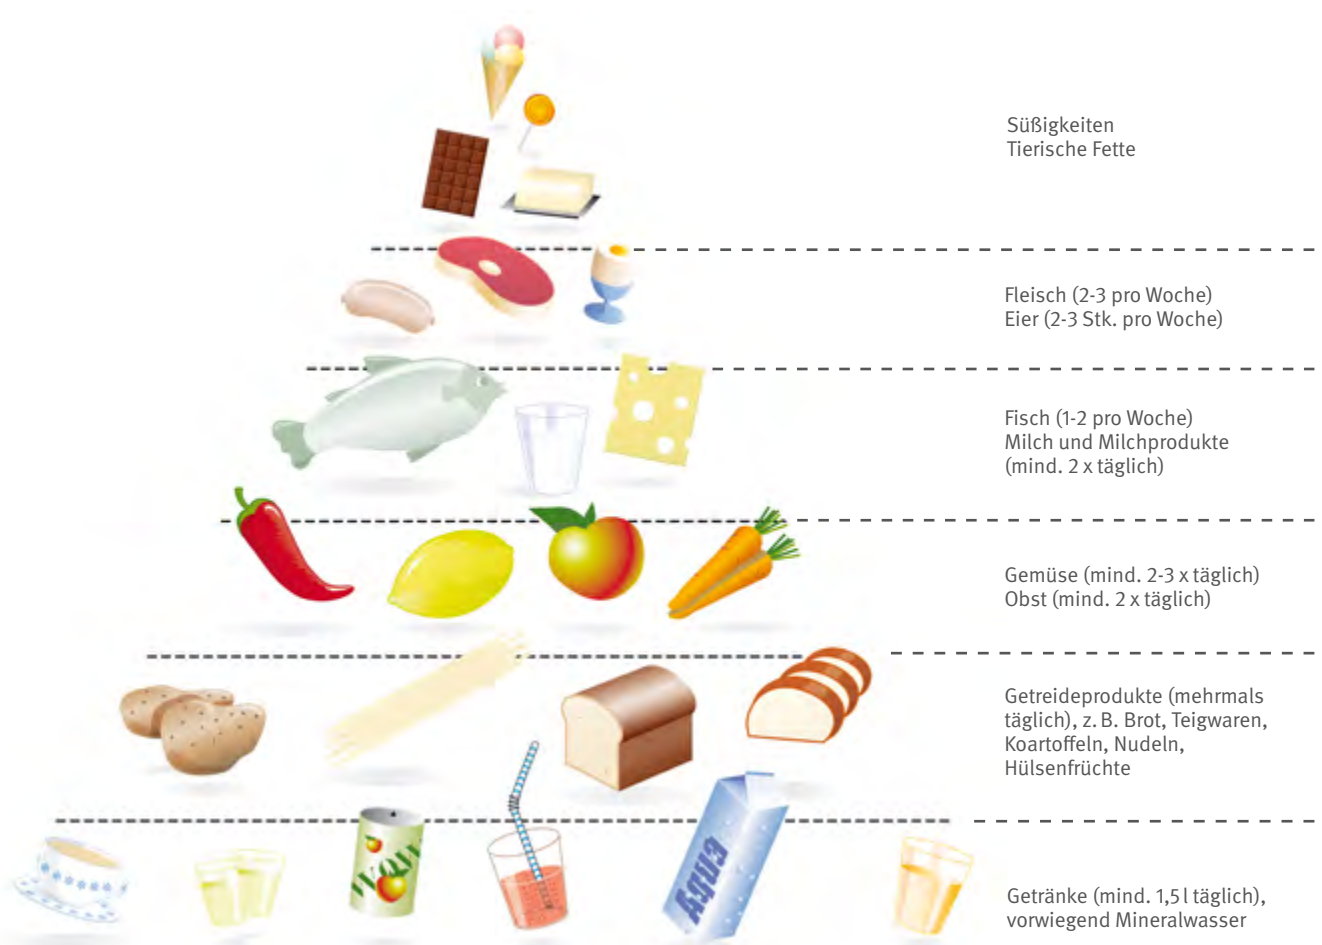 Süßigkeiten
Tierische Fette
Fleisch (2-3 pro Woche)
Eier (2-3 Stk. pro Woche)
Fisch (1-2 pro Woche)
Milch und Milchprodukte
(mind. 2 x täglich)
Gemüse (mind. 2-3 x täglich)
Obst (mind. 2 x täglich)
Getreideprodukte (mehrmals
täglich), z. B. Brot, Teigwaren,
Koartoffeln, Nudeln,
Hülsenfrüchte
Aqua
Getränke (mind. 1,5 l täglich),
vorwiegend Mineralwasser